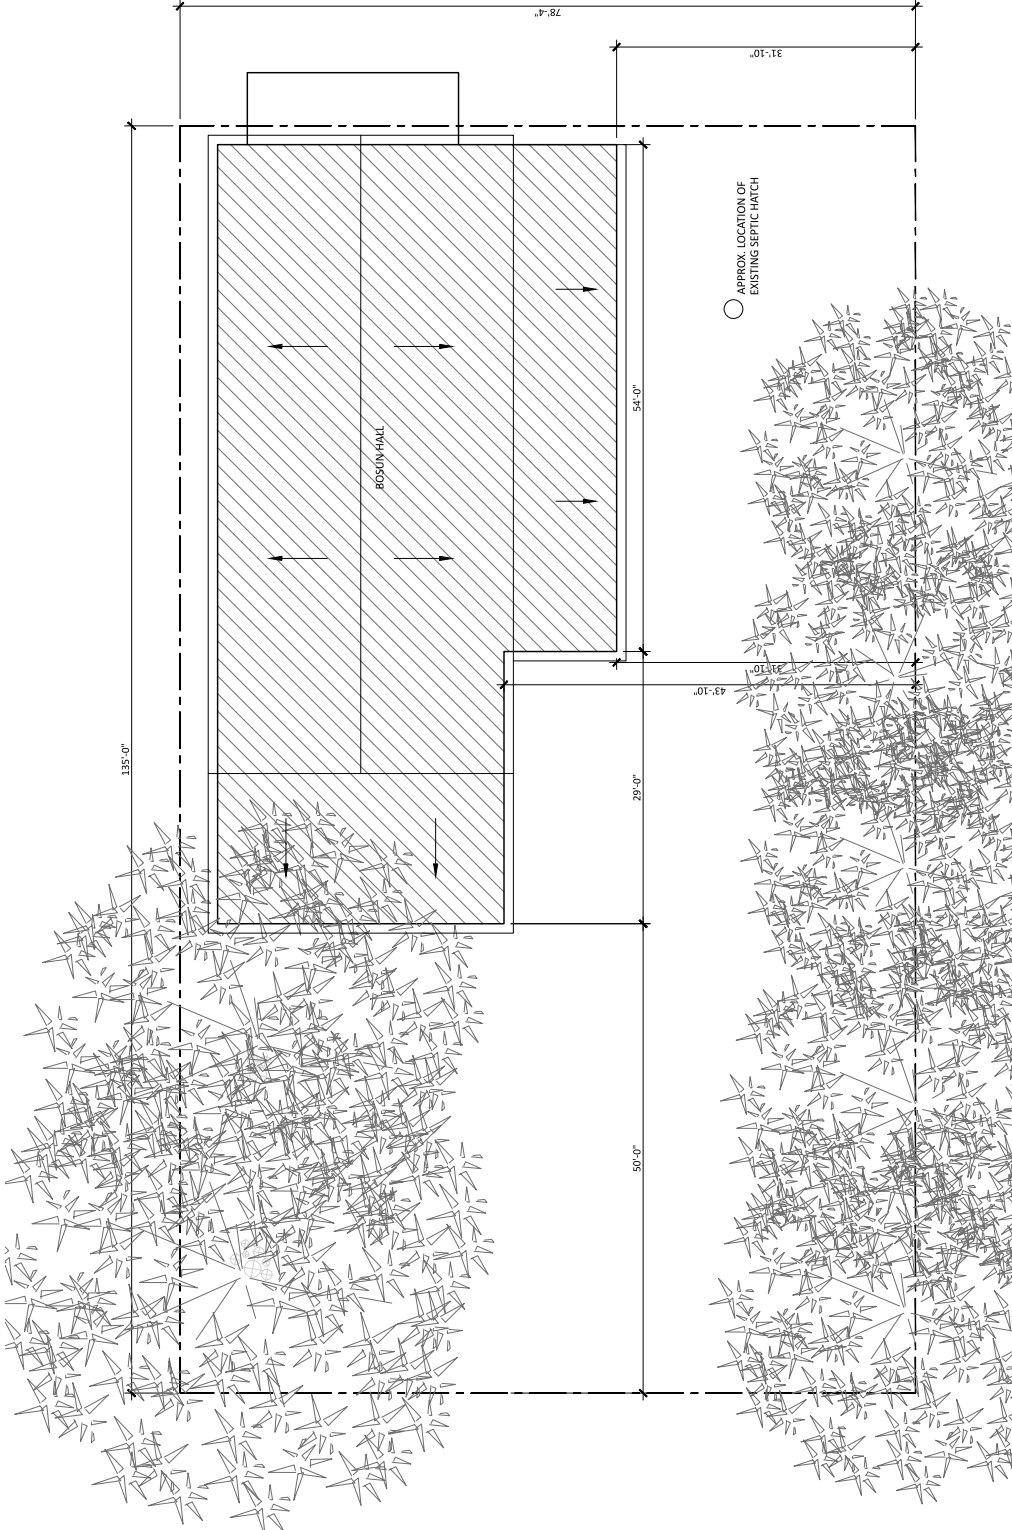 78'-4"
31'-10"
135'-0"
APPROX. LOCATION OF
EXISTING SEPTIC HATCH
54'-0"
BOSUN HALL
31'-10"
43'-10"
29'-0"
50'-0"